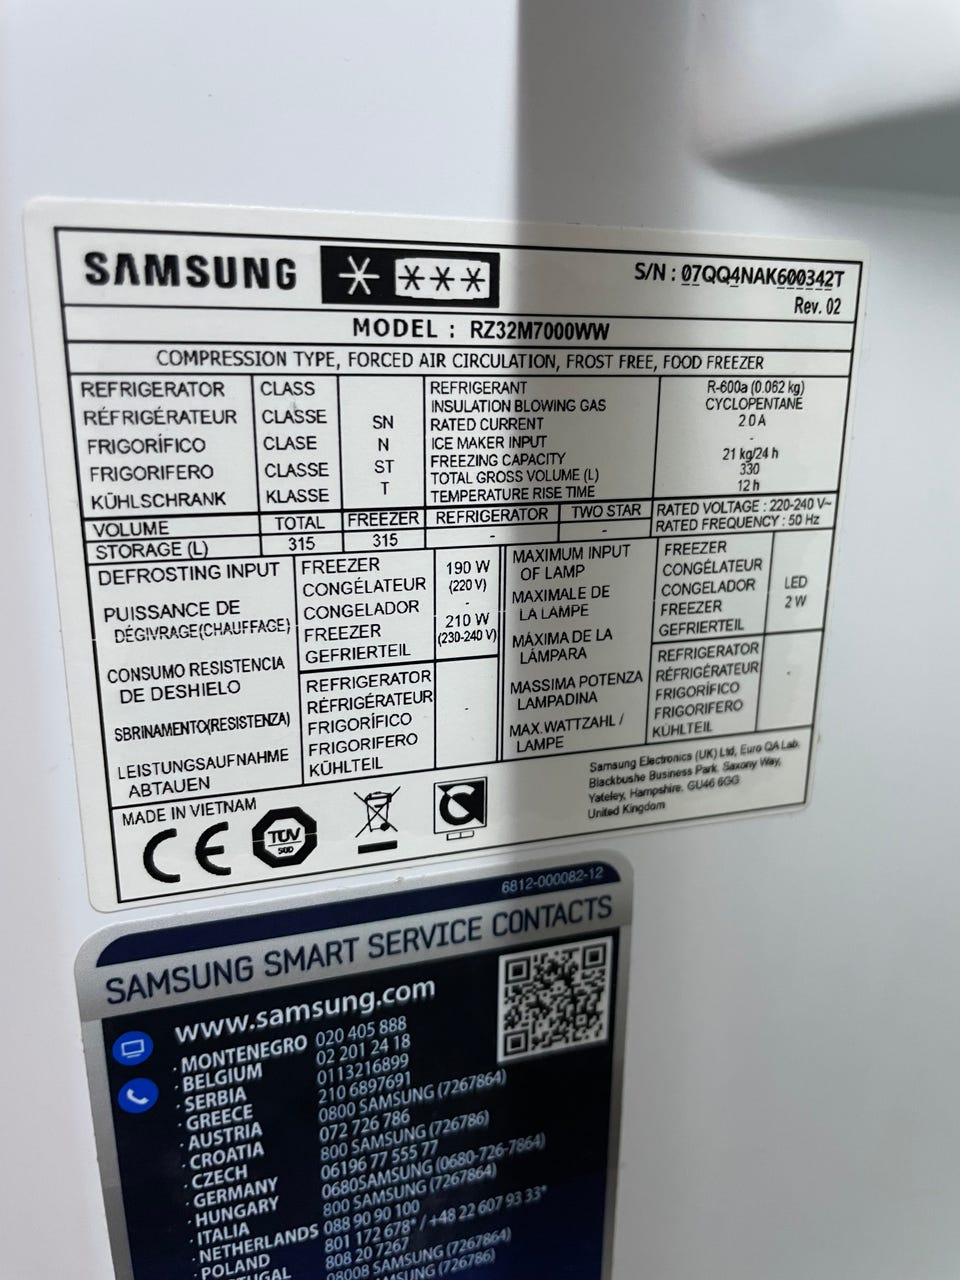 SAMSUNG
S/N : 07QQ4NAK600342T
Rev. 02
MODEL : RZ32M7000WW
COMPRESSION TYPE, FORCED AIR CIRCULATION, FROST FREE, FOOD FREEZER
REFRIGERATOR
RÉFRIGÉRATEUR
FRIGORÍFICO
FRIGORIFERO
KÜHLSCHRANK
CLASS
CLASSE
CLASE
CLASSE
KLASSE
SN
N
ST
T
REFRIGERANT R-600a (0.062 kg)
INSULATION BLOWING GAS CYCLOPENTANE
RATED CURRENT 2.0 A
ICE MAKER INPUT -
FREEZING CAPACITY 21 kg/24 h
TOTAL GROSS VOLUME (L) 330
TEMPERATURE RISE TIME 12 h
VOLUME TOTAL FREEZER REFRIGERATOR TWO STAR
STORAGE (L) 315 315 - -
RATED VOLTAGE : 220-240 V~
RATED FREQUENCY : 50 Hz
DEFROSTING INPUT
PUISSANCE DE
DÉGIVRAGE(CHAUFFAGE)
CONSUMO RESISTENCIA
DE DESHIELO
SBRINAMENTO(RESISTENZA)
LEISTUNGSAUFNAHME
ABTAUEN
FREEZER
CONGÉLATEUR
CONGELADOR
FREEZER
GEFRIERTEIL
190 W
(220 V)
-
210 W
(230-240 V)
REFRIGERATOR
RÉFRIGÉRATEUR
FRIGORÍFICO
FRIGORIFERO
KÜHLTEIL
-
MAXIMUM INPUT
OF LAMP
MAXIMALE DE
LA LAMPE
MÁXIMA DE LA
LÁMPARA
MASSIMA POTENZA
LAMPADINA
MAX.WATTZAHL /
LAMPE
FREEZER
CONGÉLATEUR
CONGELADOR
FREEZER
GEFRIERTEIL
LED
2 W
REFRIGERATOR
RÉFRIGÉRATEUR
FRIGORÍFICO
FRIGORIFERO
KÜHLTEIL
-
MADE IN VIETNAM
CE
TÜV
SÜD
Samsung Electronics (UK) Ltd, Euro QA Lab.
Blackbushe Business Park. Saxony Way,
Yateley, Hampshire. GU46 6GG
United Kingdom
6812-000082-12
SAMSUNG SMART SERVICE CONTACTS
www.samsung.com
· MONTENEGRO 020 405 888
· BELGIUM 02 201 24 18
· SERBIA 0113216899
· GREECE 210 6897691
· AUSTRIA 0800 SAMSUNG (7267864)
· CROATIA 072 726 786
· CZECH 800 SAMSUNG (726786)
· GERMANY 06196 77 555 77
· HUNGARY 0680SAMSUNG (0680-726-7864)
· ITALIA 800 SAMSUNG (7267864)
· NETHERLANDS 088 90 90 100
· POLAND 801 172 678* / +48 22 607 93 33*
808 20 7267
08008 SAMSUNG (7267864)
SAMSUNG (726786)